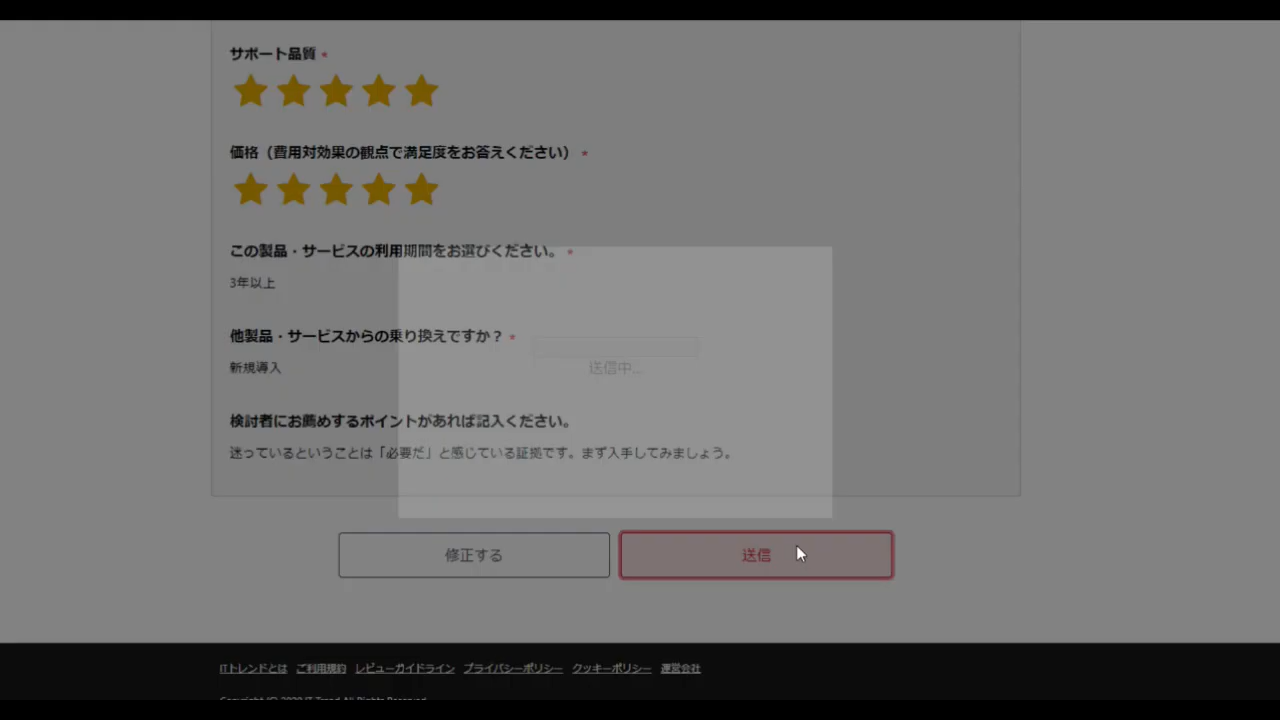 サポート品質 *
価格（費用対効果の観点で満足度をお答えください） *
この製品・サービスの利用期間をお選びください。 *
3年以上
他製品・サービスからの乗り換えですか？ *
新規導入
送信中...
検討者にお薦めするポイントがあれば記入ください。
迷っているということは「必要だ」と感じている証拠です。まず入手してみましょう。
修正する
送信
ITトレンドとは ご利用規約 レビューガイドライン プライバシーポリシー クッキーポリシー 運営会社
Copyright (C) 2020 IT Trend All Rights Reserved.